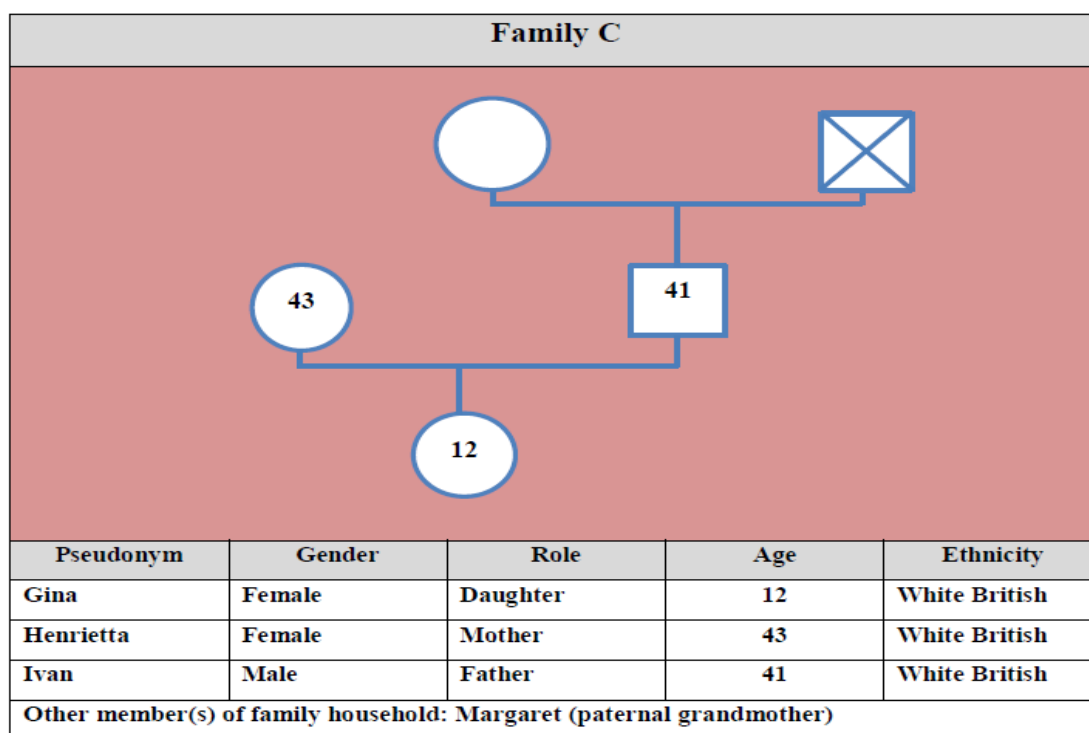 Family C
43
41
12
Pseudonym Gender Role Age Ethnicity
Gina Female Daughter 12 White British
Henrietta Female Mother 43 White British
Ivan Male Father 41 White British
Other member(s) of family household: Margaret (paternal grandmother)